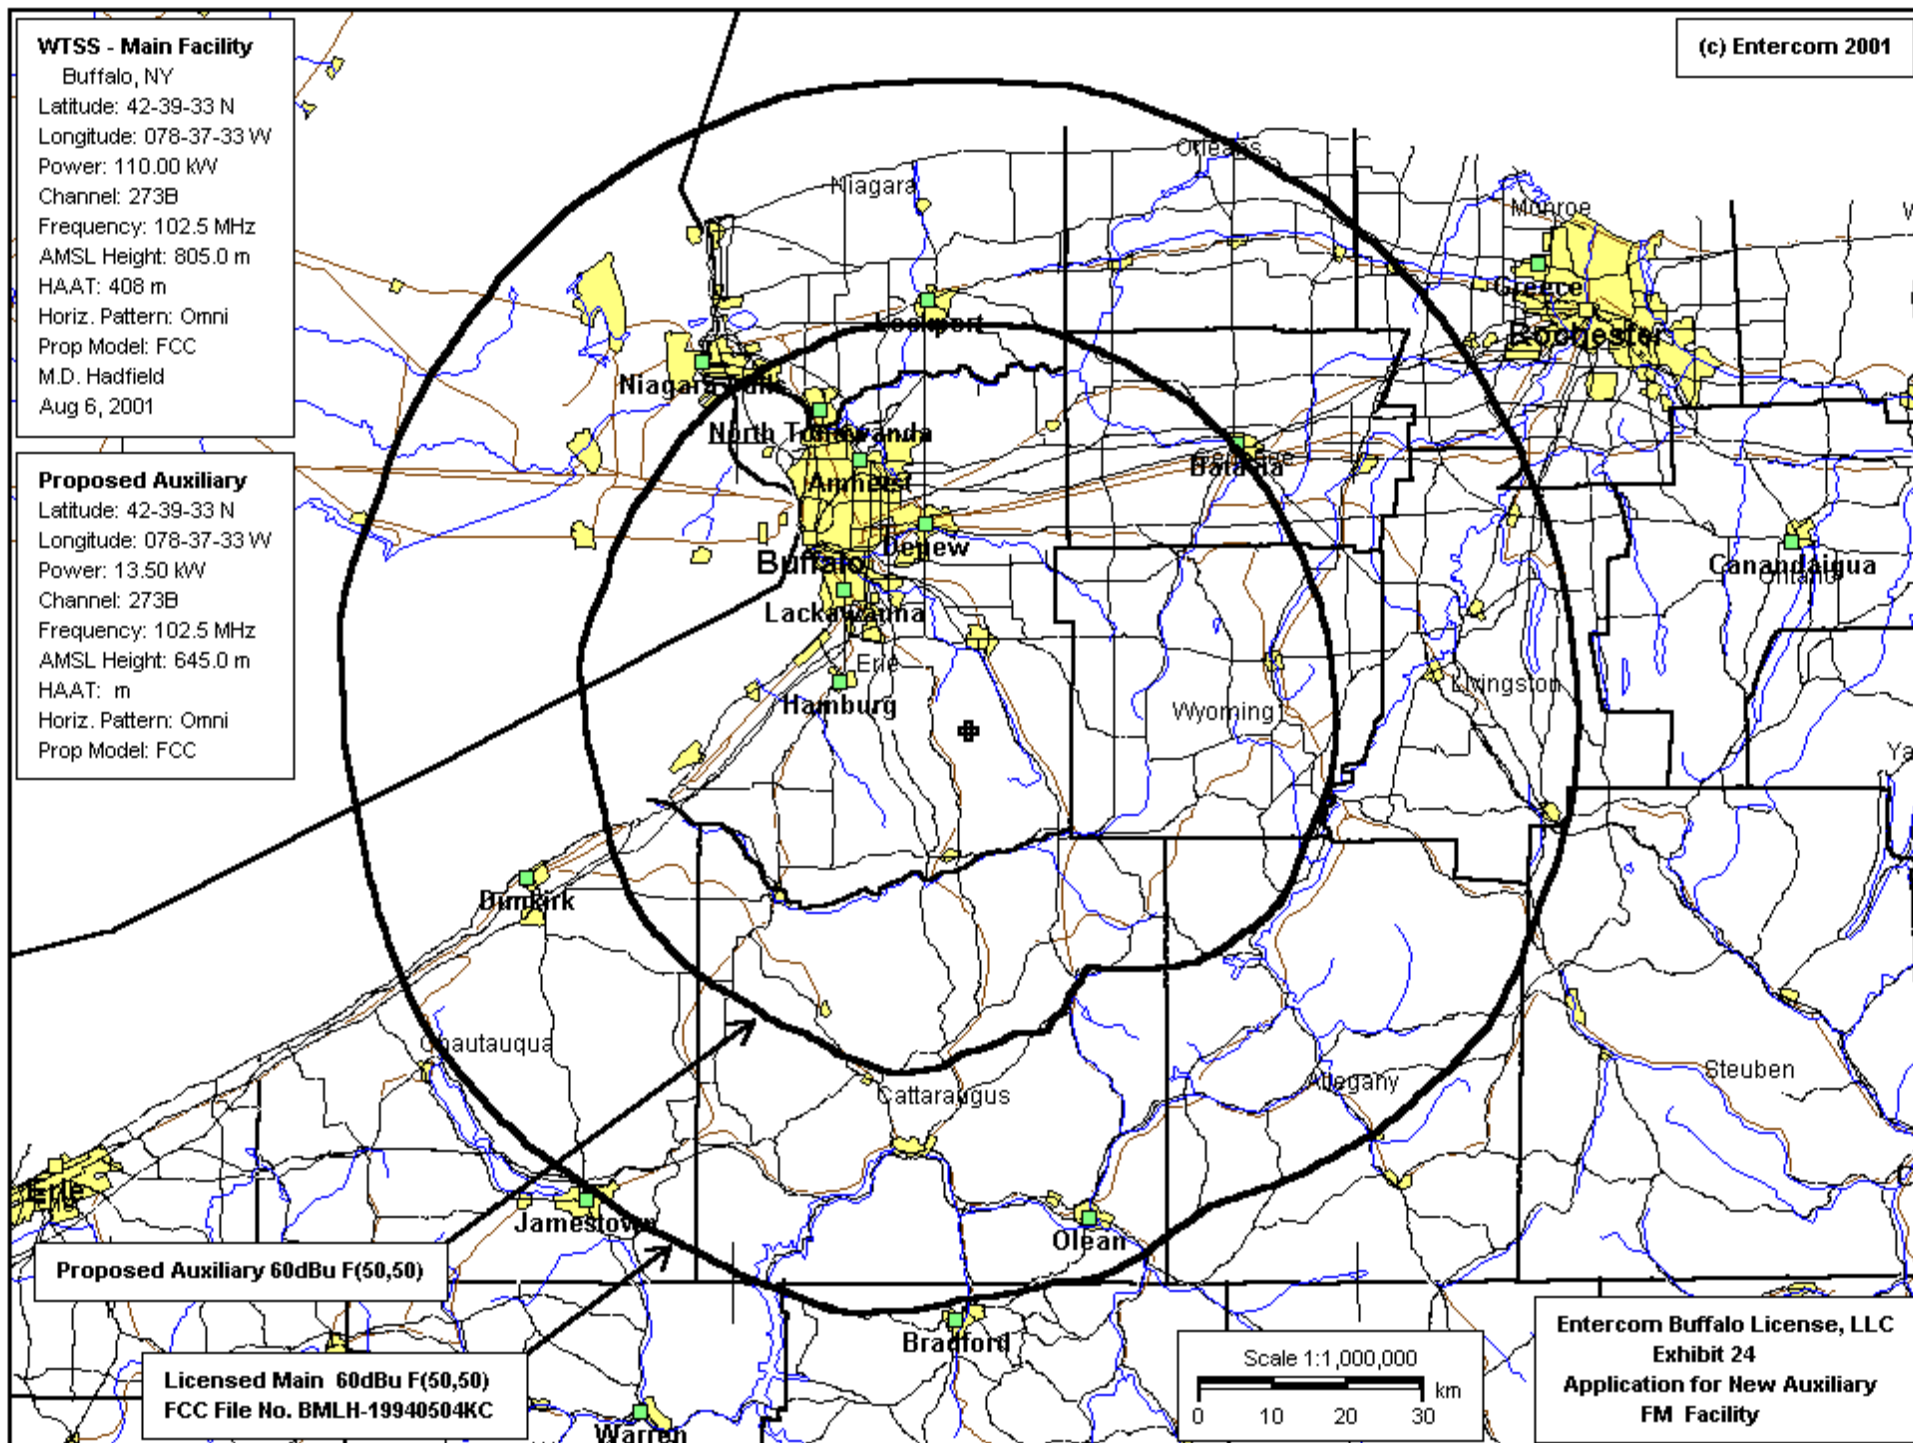 WTSS - Main Facility
Buffalo, NY
Latitude: 42-39-33 N
Longitude: 078-37-33 W
Power: 110.00 kW
Channel: 273B
Frequency: 102.5 MHz
AMSL Height: 805.0 m
HAAT: 408 m
Horiz. Pattern: Omni
Prop Model: FCC
M.D. Hadfield
Aug 6, 2001
Proposed Auxiliary
Latitude: 42-39-33 N
Longitude: 078-37-33 W
Power: 13.50 kW
Channel: 273B
Frequency: 102.5 MHz
AMSL Height: 645.0 m
HAAT: m
Horiz. Pattern: Omni
Prop Model: FCC
(c) Entercom 2001
Orleans
Niagara
Monroe
Greece
Lockport
Rochester
Niagara Falls
North Tonawanda
Batavia
Amherst
Depew
Buffalo
Canandaigua
Lackawanna
Erie
Livingston
Hamburg
Wyoming
Ya
Dunkirk
Chautauqua
Steuben
Allegany
Cattaraugus
Erie
Jamestown
Olean
Bradford
Warren
Proposed Auxiliary 60dBu F(50,50)
Licensed Main 60dBu F(50,50)
FCC File No. BMLH-19940504KC
Scale 1:1,000,000
km
0 10 20 30
Entercom Buffalo License, LLC
Exhibit 24
Application for New Auxiliary
FM Facility